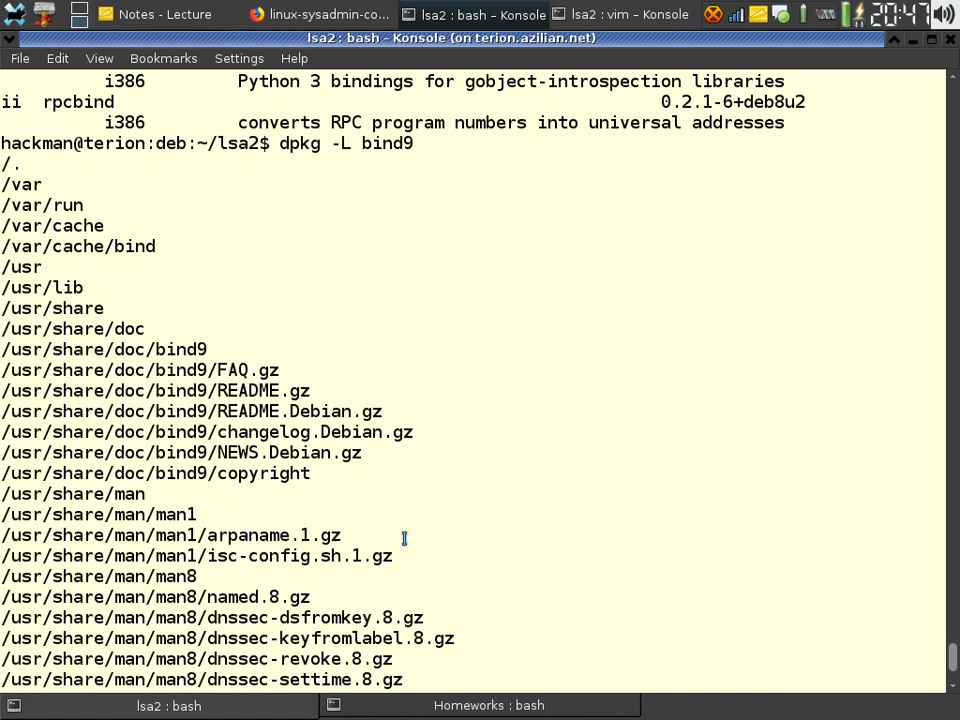 Notes - Lecture
linux-sysadmin-co...
lsa2 : bash – Konsole
lsa2 : vim – Konsole
20:47
lsa2 : bash – Konsole (on terion.azilian.net)
File Edit View Bookmarks Settings Help
i386 Python 3 bindings for gobject-introspection libraries
ii rpcbind 0.2.1-6+deb8u2
i386 converts RPC program numbers into universal addresses
hackman@terion:deb:~/lsa2$ dpkg -L bind9
/.
/var
/var/run
/var/cache
/var/cache/bind
/usr
/usr/lib
/usr/share
/usr/share/doc
/usr/share/doc/bind9
/usr/share/doc/bind9/FAQ.gz
/usr/share/doc/bind9/README.gz
/usr/share/doc/bind9/README.Debian.gz
/usr/share/doc/bind9/changelog.Debian.gz
/usr/share/doc/bind9/NEWS.Debian.gz
/usr/share/doc/bind9/copyright
/usr/share/man
/usr/share/man/man1
/usr/share/man/man1/arpaname.1.gz
/usr/share/man/man1/isc-config.sh.1.gz
/usr/share/man/man8
/usr/share/man/man8/named.8.gz
/usr/share/man/man8/dnssec-dsfromkey.8.gz
/usr/share/man/man8/dnssec-keyfromlabel.8.gz
/usr/share/man/man8/dnssec-revoke.8.gz
/usr/share/man/man8/dnssec-settime.8.gz
lsa2 : bash
Homeworks : bash